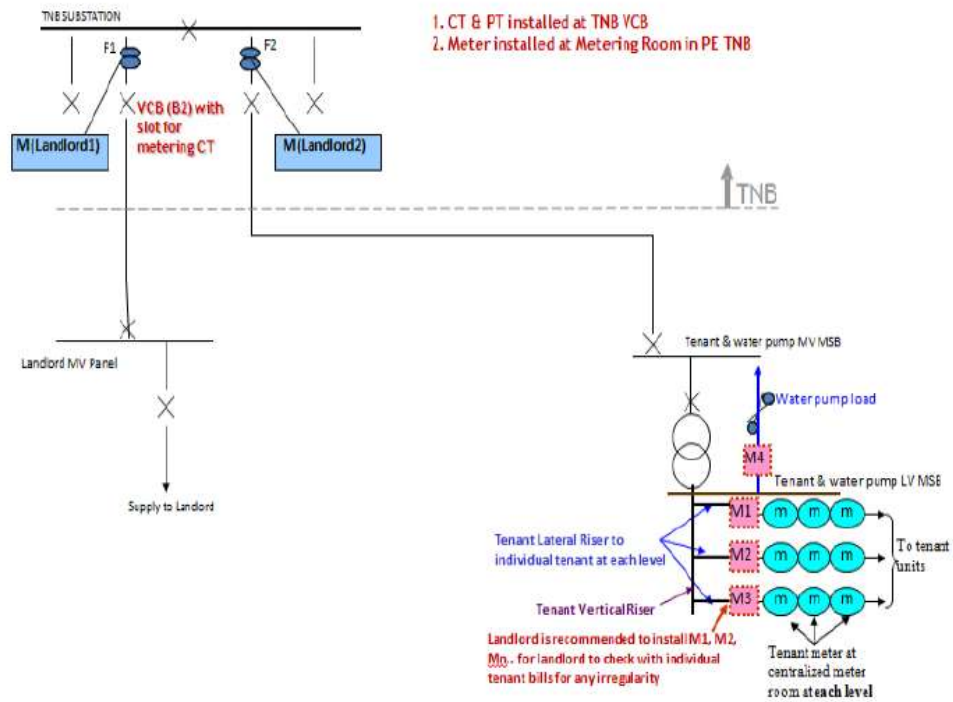 TNB SUBSTATION
1. CT & PT installed at TNB VCB
2. Meter installed at Metering Room in PE TNB
F1
F2
VCB (B2) with
slot for
metering CT
M(Landlord1)
M(Landlord2)
TNB
Landlord MV Panel
Tenant & water pump MV MSB
Water pump load
M4
Tenant & water pump LV MSB
Supply to Landlord
M1
m
m
m
Tenant Lateral Riser to
individual tenant at each level
M2
m
m
m
To tenant
units
Tenant Vertical Riser
M3
m
m
m
Landlord is recommended to install M1, M2,
Mn.. for landlord to check with individual
tenant bills for any irregularity
Tenant meter at
centralized meter
room at each level